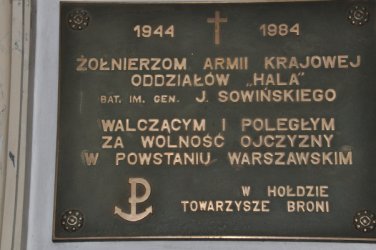 1944 † 1984
ŻOŁNIERZOM ARMII KRAJOWEJ
ODDZIAŁÓW „HALA"
BAT. IM. GEN. J. SOWIŃSKIEGO
WALCZĄCYM I POLEGŁYM
ZA WOLNOŚĆ OJCZYZNY
W POWSTANIU WARSZAWSKIM
W HOŁDZIE
TOWARZYSZE BRONI